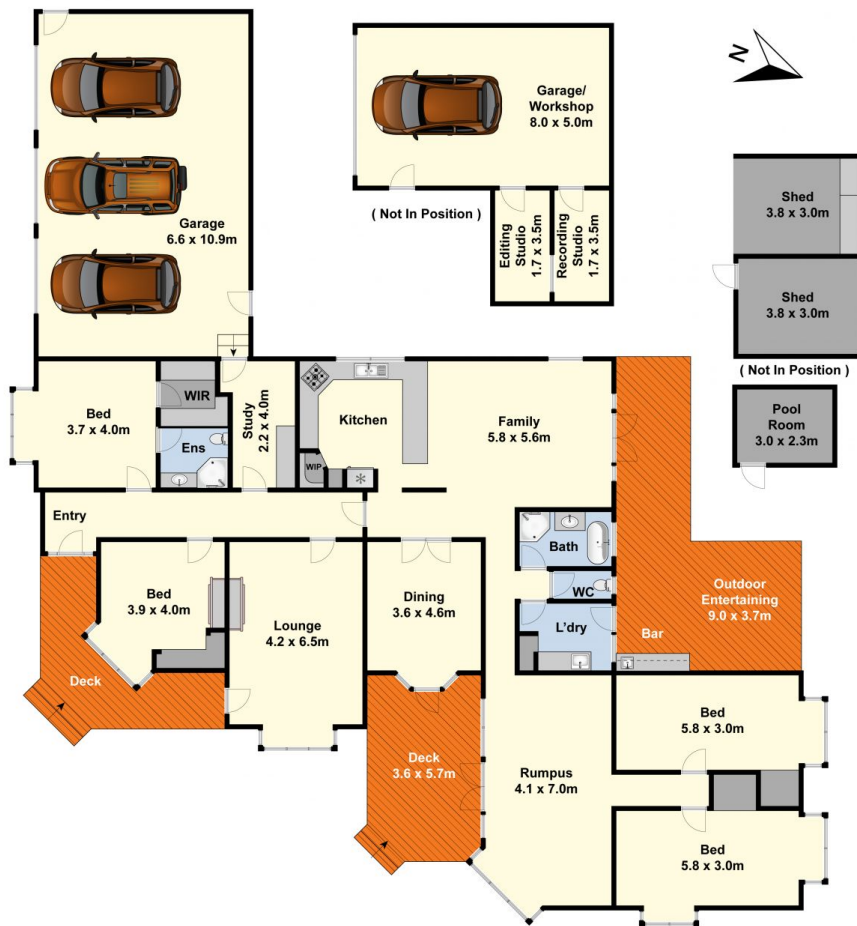 N
Garage/
Workshop
8.0 x 5.0m
( Not In Position )
Editing
Studio
1.7 x 3.5m
Recording
Studio
1.7 x 3.5m
Garage
6.6 x 10.9m
Shed
3.8 x 3.0m
Shed
3.8 x 3.0m
( Not In Position )
Pool
Room
3.0 x 2.3m
Bed
3.7 x 4.0m
WIR
Ens
Study
2.2 x 4.0m
Kitchen
WIP
Family
5.8 x 5.6m
Entry
Bed
3.9 x 4.0m
Lounge
4.2 x 6.5m
Dining
3.6 x 4.6m
Bath
WC
L'dry
Outdoor
Entertaining
9.0 x 3.7m
Bar
Deck
Deck
3.6 x 5.7m
Rumpus
4.1 x 7.0m
Bed
5.8 x 3.0m
Bed
5.8 x 3.0m